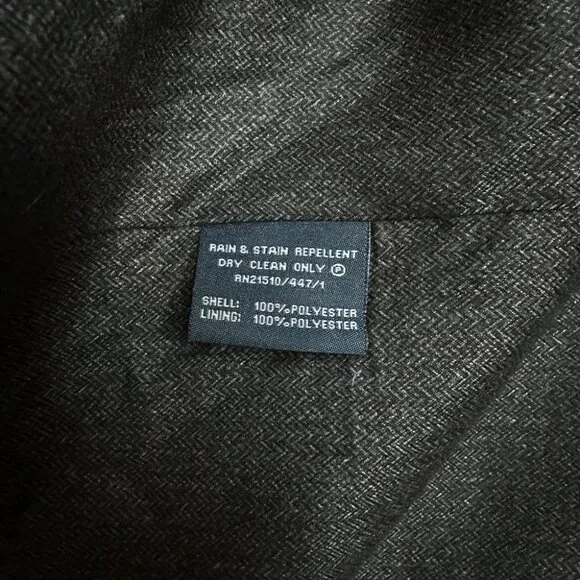 RAIN & STAIN REPELLENT
DRY CLEAN ONLY Ⓟ
RN21510/447/1
SHELL: 100%POLYESTER
LINING: 100%POLYESTER